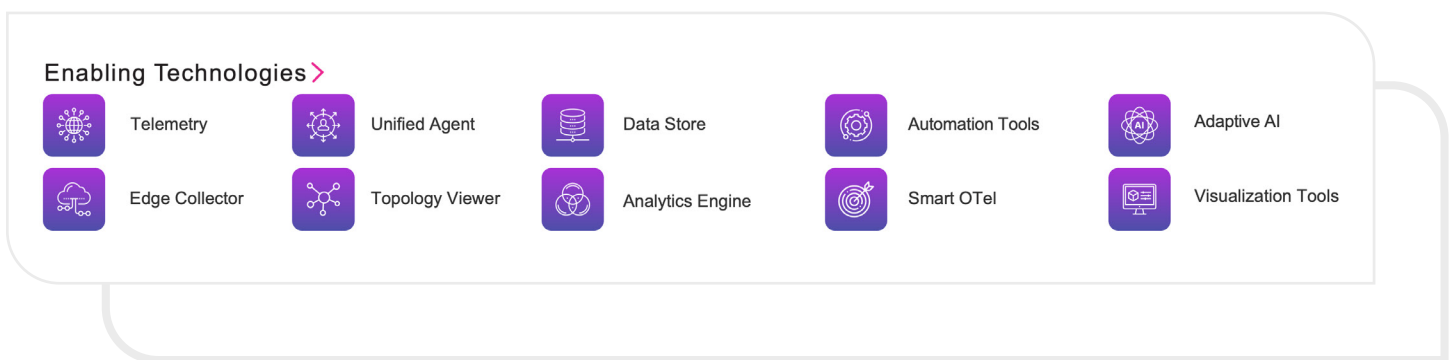 Enabling Technologies
Telemetry
Unified Agent
Data Store
Automation Tools
AI
Adaptive AI
Edge Collector
Topology Viewer
Analytics Engine
Smart OTel
Visualization Tools